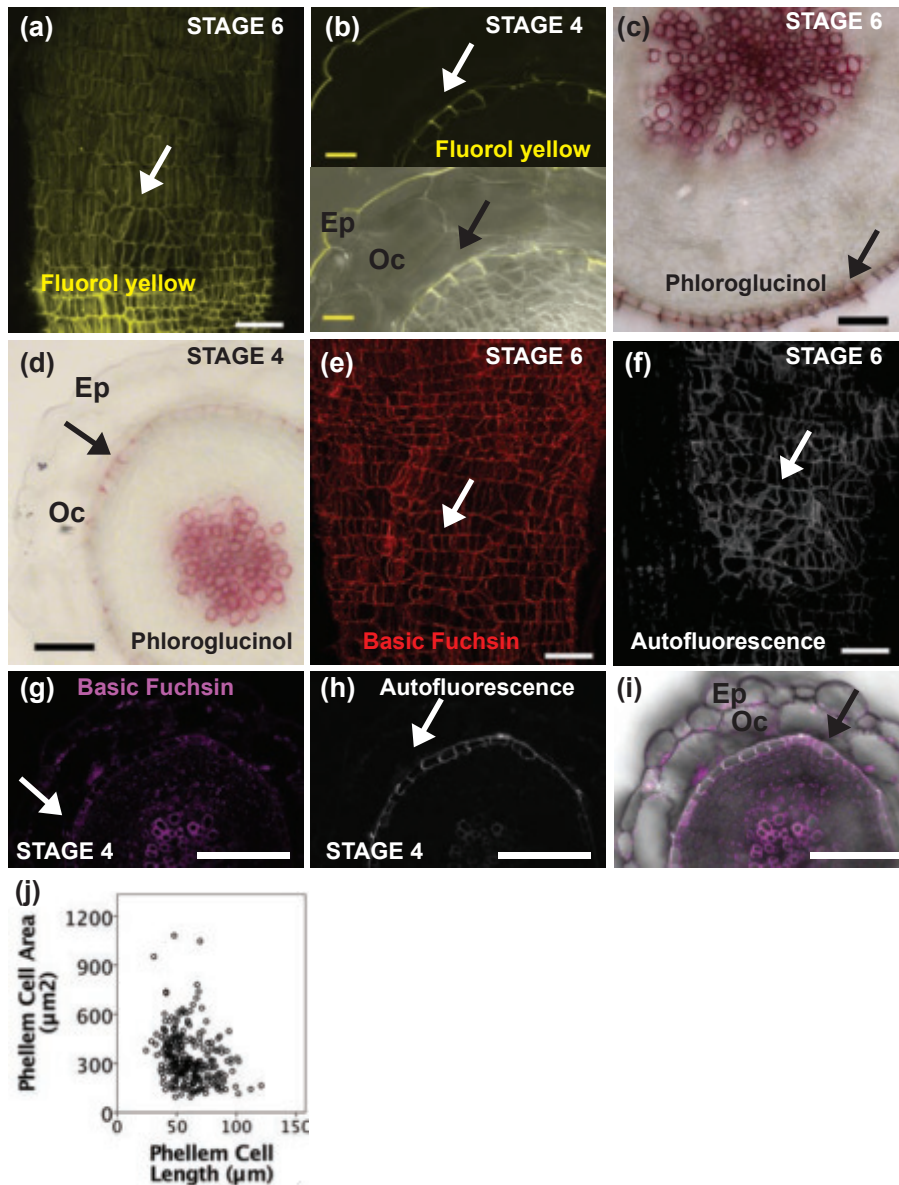 (a) STAGE 6
Fluorol yellow
(b) STAGE 4
Fluorol yellow
Ep
Oc
(c) STAGE 6
Phloroglucinol
(d) STAGE 4
Ep
Oc
Phloroglucinol
(e) STAGE 6
Basic Fuchsin
(f) STAGE 6
Autofluorescence
(g) Basic Fuchsin
STAGE 4
(h) Autofluorescence
STAGE 4
(i) Ep
Oc
(j)
Phellem Cell Area
(µm2)
1200
900
600
300
0
0 50 100 150
Phellem Cell
Length (µm)